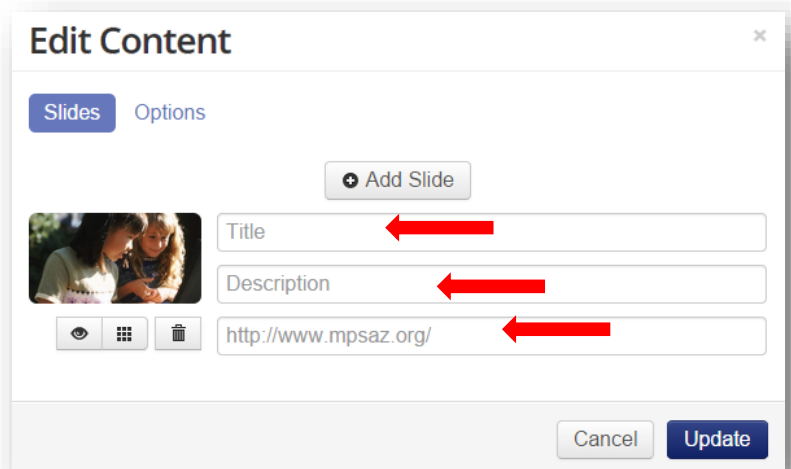 Edit Content
×
Slides Options
Add Slide
Title
Description
http://www.mpsaz.org/
Cancel Update